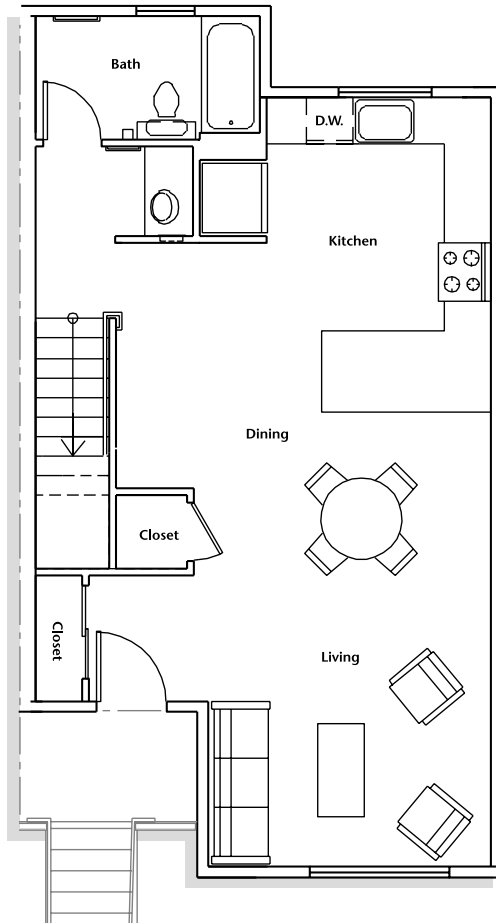 Bath
D.W.
Kitchen
Dining
Closet
Closet
Living